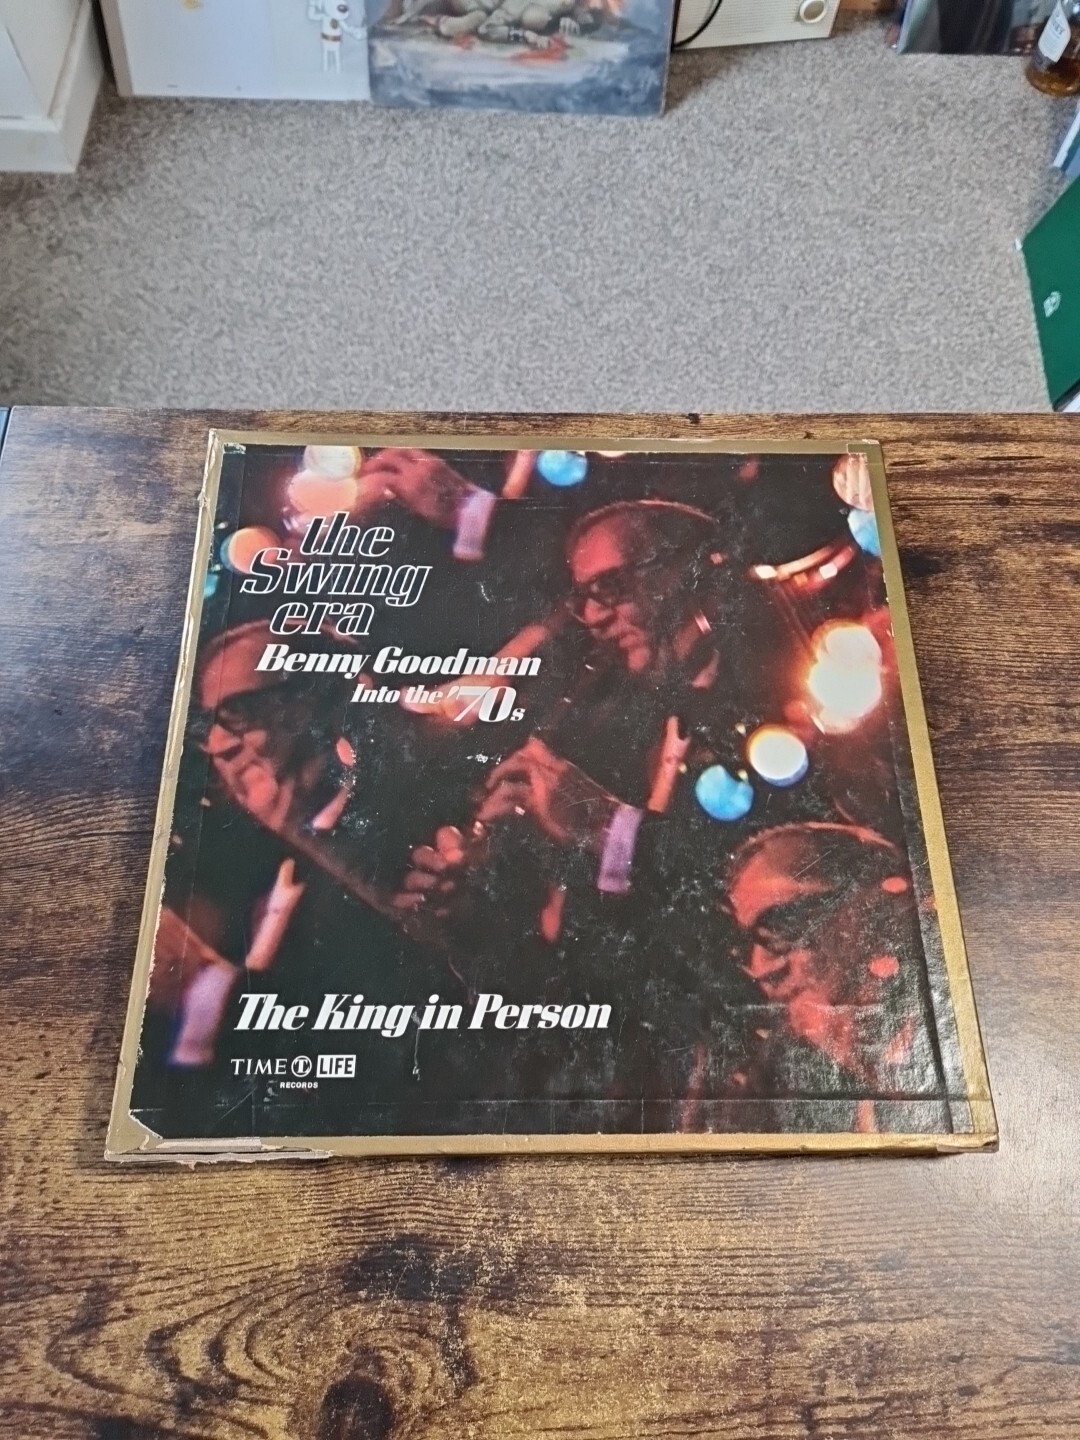 the
Swing
era
Benny Goodman
Into the '70s
The King in Person
TIME LIFE
RECORDS